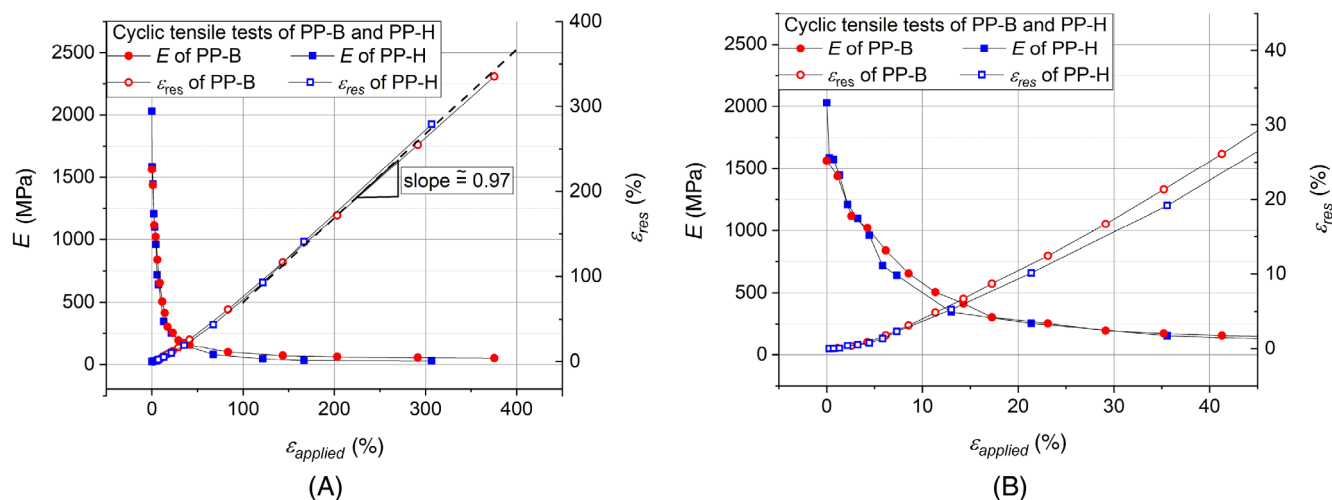 Cyclic tensile tests of PP-B and PP-H
E of PP-B E of PP-H
εres of PP-B εres of PP-H
2500
2000
1500
1000
500
0
E (MPa)
400
300
200
100
0
εres (%)
slope ≅ 0.97
0 100 200 300 400
εapplied (%)
(A)
Cyclic tensile tests of PP-B and PP-H
E of PP-B E of PP-H
εres of PP-B εres of PP-H
2500
2000
1500
1000
500
0
E (MPa)
40
30
20
10
0
εres (%)
0 10 20 30 40
εapplied (%)
(B)